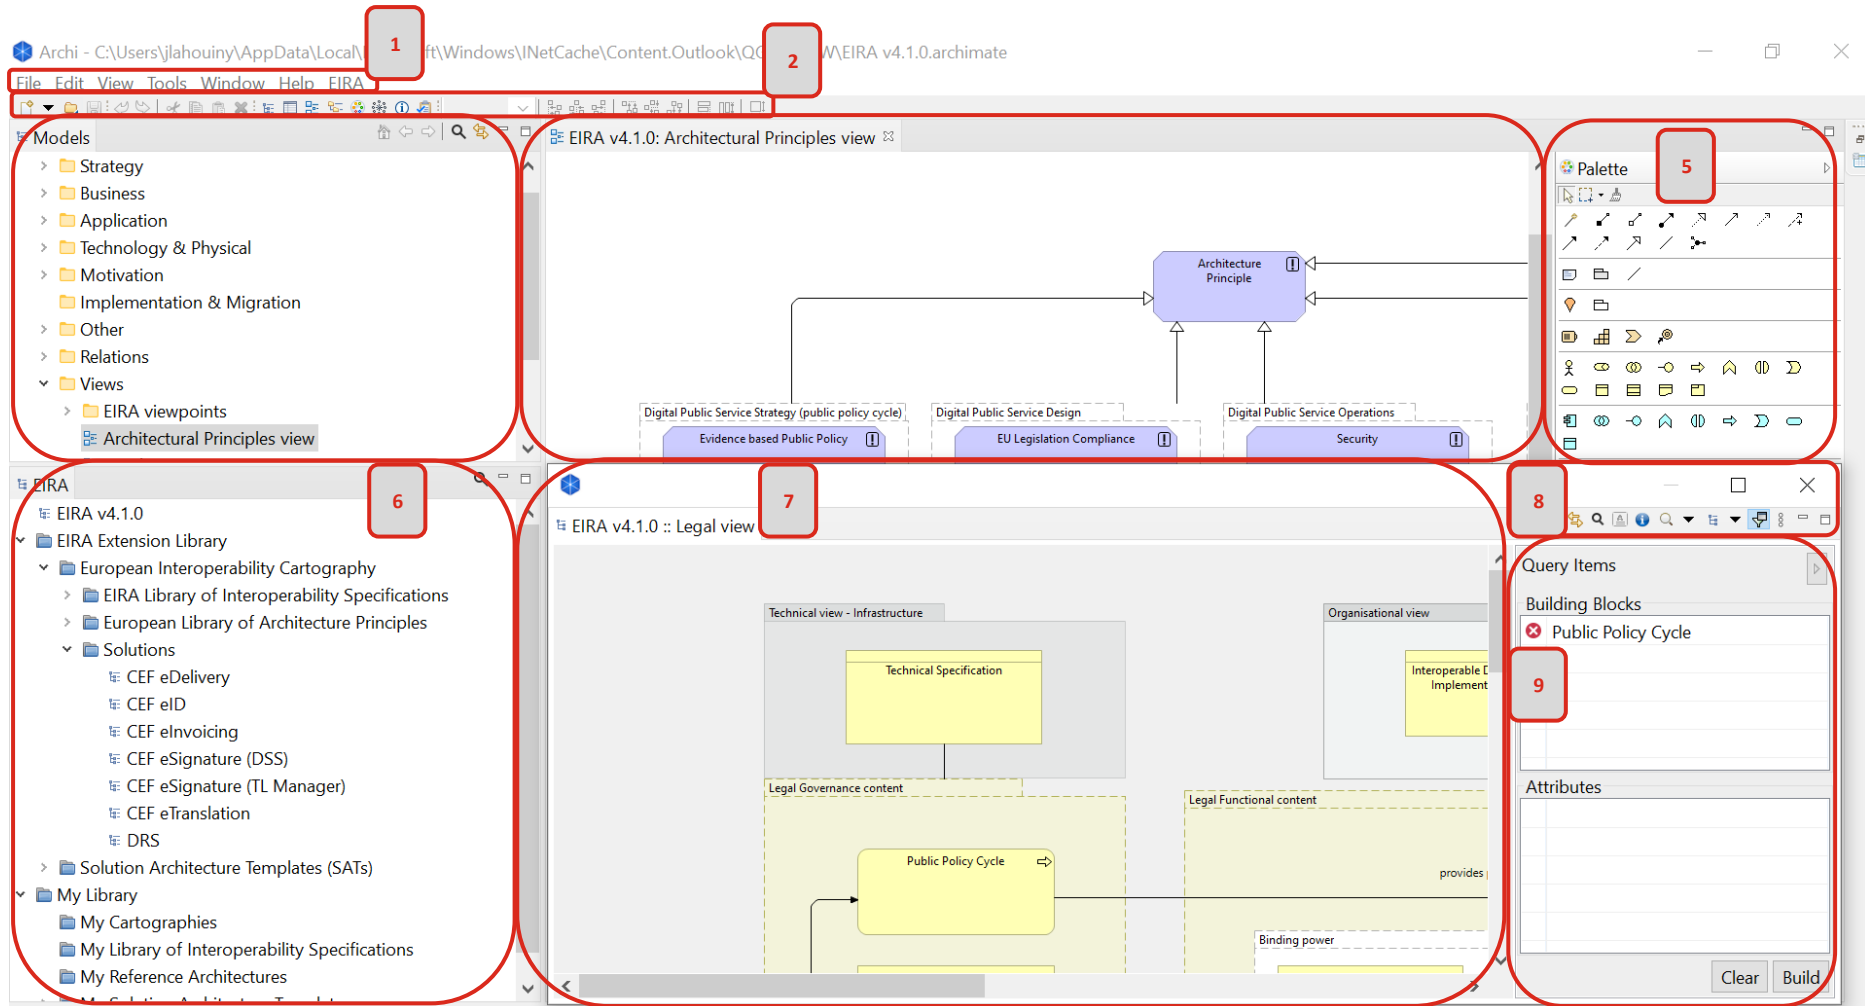 1
2
Archi - C:\Users\jlahouiny\AppData\Local\ ft\Windows\INetCache\Content.Outlook\ W\EIRA v4.1.0.archimate
File Edit View Tools Window Help EIRA
Models
EIRA v4.1.0: Architectural Principles view
5
Palette
Strategy
Business
Application
Technology & Physical
Motivation
Implementation & Migration
Other
Relations
Views
EIRA viewpoints
Architectural Principles view
Architecture
Principle
Digital Public Service Strategy (public policy cycle)
Digital Public Service Design
Digital Public Service Operations
Evidence based Public Policy
EU Legislation Compliance
Security
EIRA
6
EIRA v4.1.0
EIRA Extension Library
European Interoperability Cartography
EIRA Library of Interoperability Specifications
European Library of Architecture Principles
Solutions
CEF eDelivery
CEF eID
CEF eInvoicing
CEF eSignature (DSS)
CEF eSignature (TL Manager)
CEF eTranslation
DRS
Solution Architecture Templates (SATs)
My Library
My Cartographies
My Library of Interoperability Specifications
My Reference Architectures
7
8
EIRA v4.1.0 :: Legal view
Technical view - Infrastructure
Organisational view
Technical Specification
Interoperable D
Implement
Legal Governance content
Legal Functional content
Public Policy Cycle
provides
Binding power
Query Items
Building Blocks
Public Policy Cycle
9
Attributes
Clear
Build